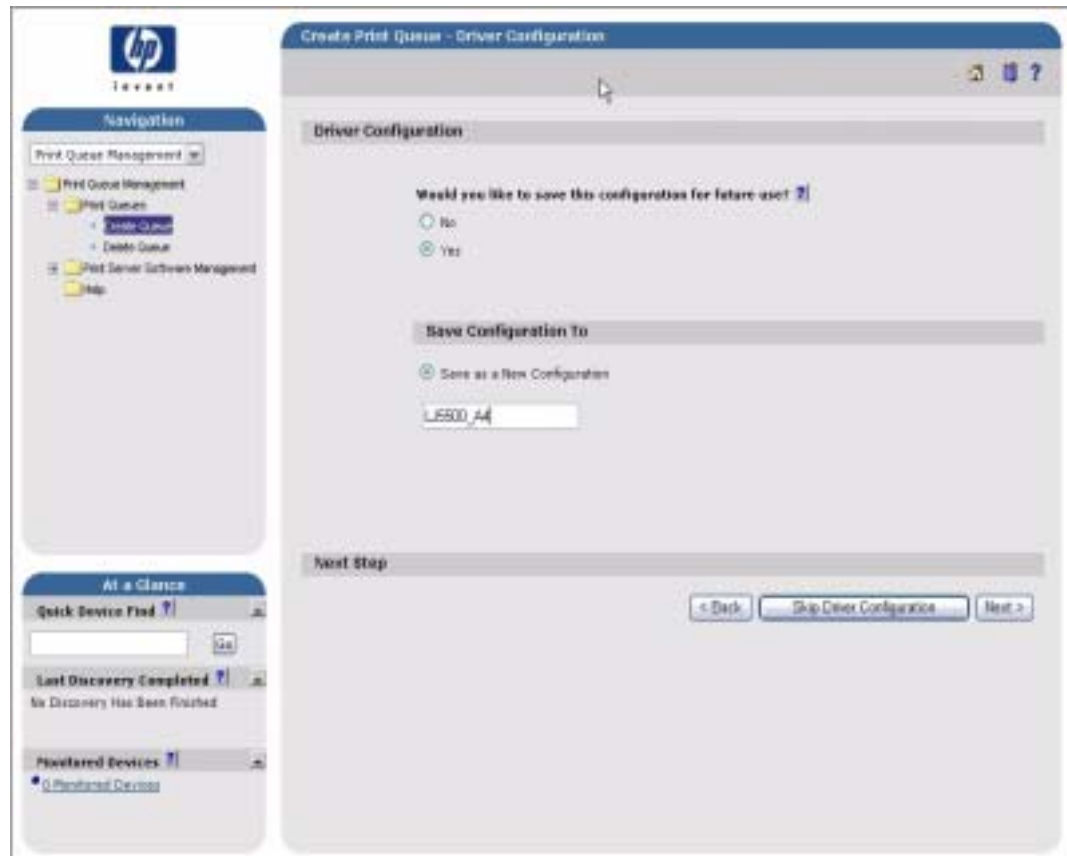 hp
invent
Navigation
Print Queue Management
Print Queue Management
Print Queues
Create Queue
Delete Queue
Print Server Software Management
Help
At a Glance
Quick Device Find ?
Go
Last Discovery Completed ?
No Discovery Has Been Finished
Monitored Devices ?
0 Monitored Devices
Create Print Queue - Driver Configuration
?
Driver Configuration
Would you like to save this configuration for future use? ?
No
Yes
Save Configuration To
Save as a New Configuration
LJ5500_A4
Next Step
< Back
Skip Driver Configuration
Next >